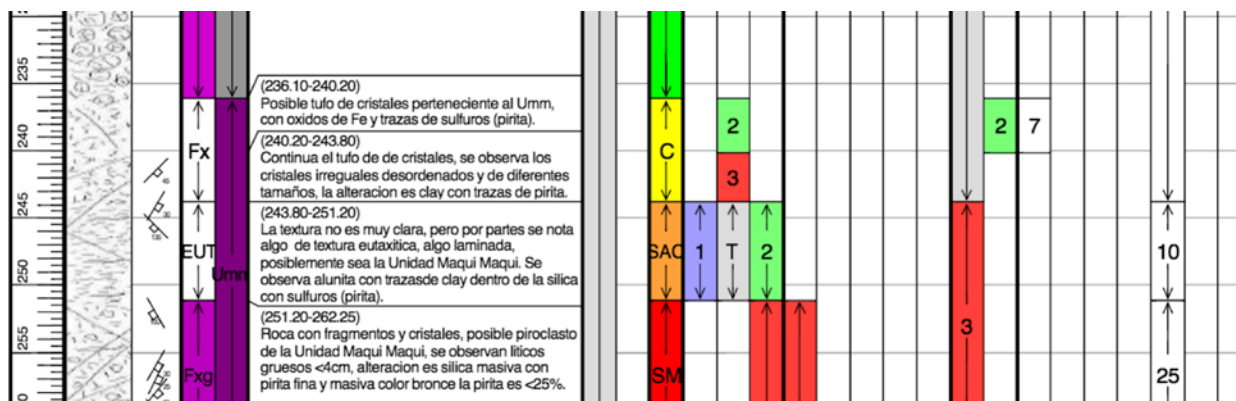 235
240
245
250
255
0
Fx
EUT
Fxg
Umm
(236.10-240.20)
Posible tufo de cristales perteneciente al Umm,
con oxidos de Fe y trazas de sulfuros (pirita).
(240.20-243.80)
Continua el tufo de de cristales, se observa los
cristales irreguales desordenados y de diferentes
tamaños, la alteracion es clay con trazas de pirita.
(243.80-251.20)
La textura no es muy clara, pero por partes se nota
algo de textura eutaxitica, algo laminada,
posiblemente sea la Unidad Maqui Maqui. Se
observa alunita con trazasde clay dentro de la silica
con sulfuros (pirita).
(251.20-262.25)
Roca con fragmentos y cristales, posible piroclasto
de la Unidad Maqui Maqui, se observan liticos
gruesos <4cm, alteracion es silica masiva con
pirita fina y masiva color bronce la pirita es <25%.
C
SAC
SM
2
3
1
T
2
2
7
3
10
25